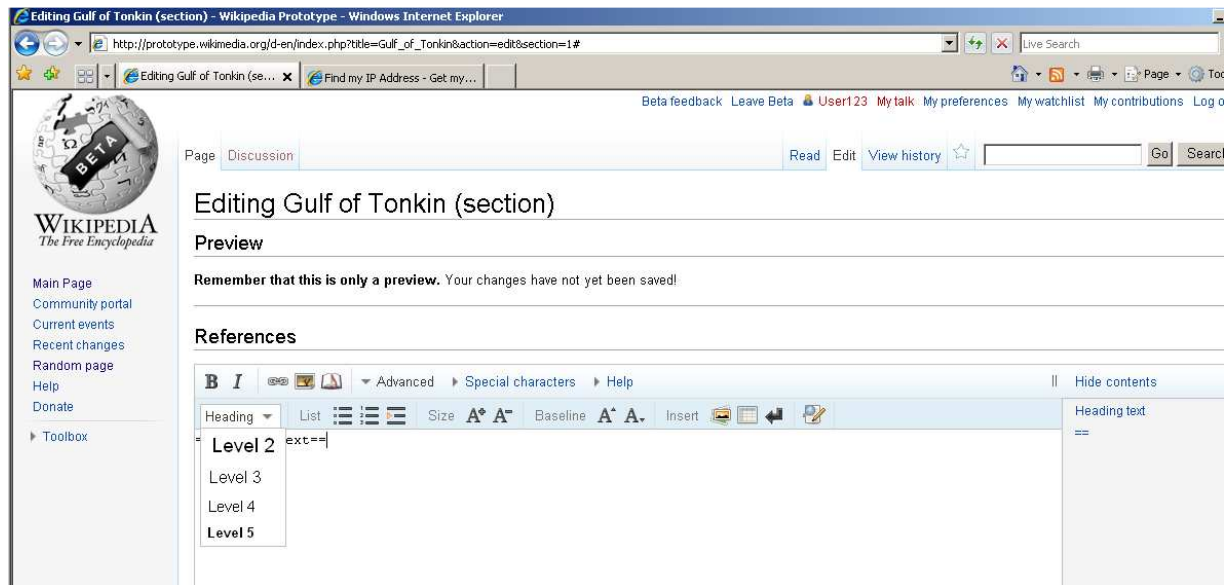 Editing Gulf of Tonkin (section) - Wikipedia Prototype - Windows Internet Explorer
http://prototype.wikimedia.org/d-en/index.php?title=Gulf_of_Tonkin&action=edit&section=1#
Live Search
Editing Gulf of Tonkin (se... Find my IP Address - Get my...
Page
Beta feedback Leave Beta User123 My talk My preferences My watchlist My contributions
BETA
Page Discussion Read Edit View history Go Search
WIKIPEDIA
The Free Encyclopedia
Editing Gulf of Tonkin (section)
Preview
Remember that this is only a preview. Your changes have not yet been saved!
Main Page
Community portal
Current events
Recent changes
Random page
Help
Donate
Toolbox
References
B I Advanced Special characters Help Hide contents
Heading List Size A A Baseline A A Insert Heading text
ext== ==
Level 2
Level 3
Level 4
Level 5